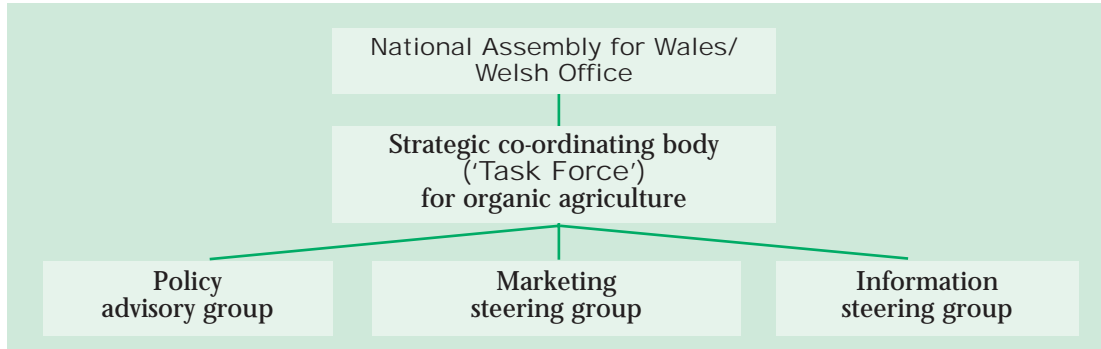 National Assembly for Wales/
Welsh Office
Strategic co-ordinating body
('Task Force')
for organic agriculture
Policy
advisory group
Marketing
steering group
Information
steering group